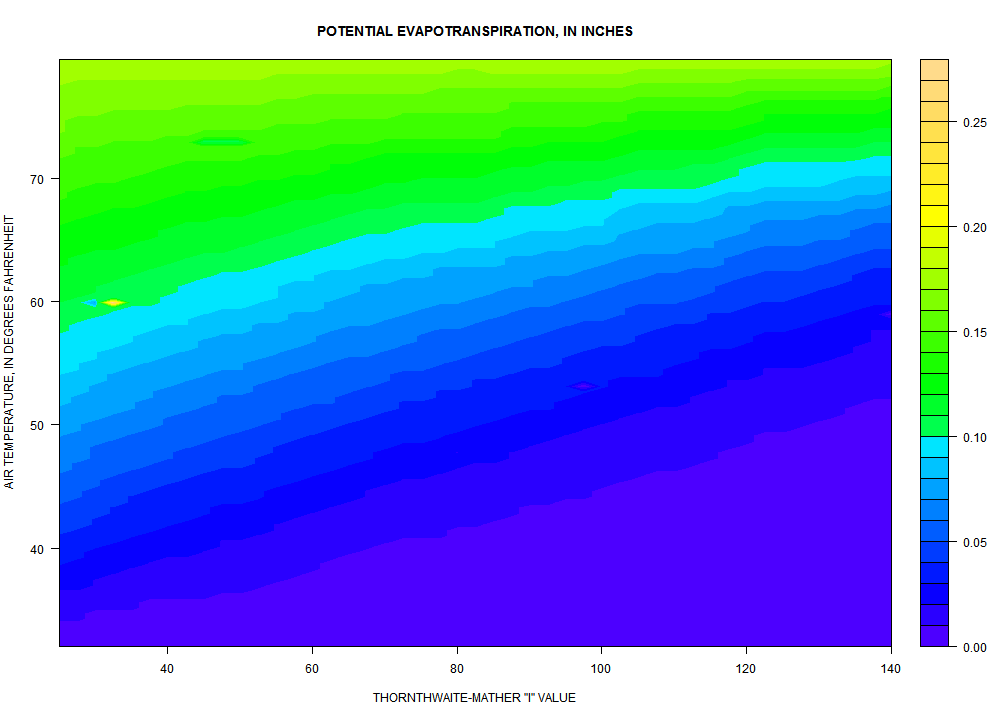 POTENTIAL EVAPOTRANSPIRATION, IN INCHES
AIR TEMPERATURE, IN DEGREES FAHRENHEIT
70
60
50
40
40 60 80 100 120 140
THORNTHWAITE-MATHER "I" VALUE
0.25
0.20
0.15
0.10
0.05
0.00